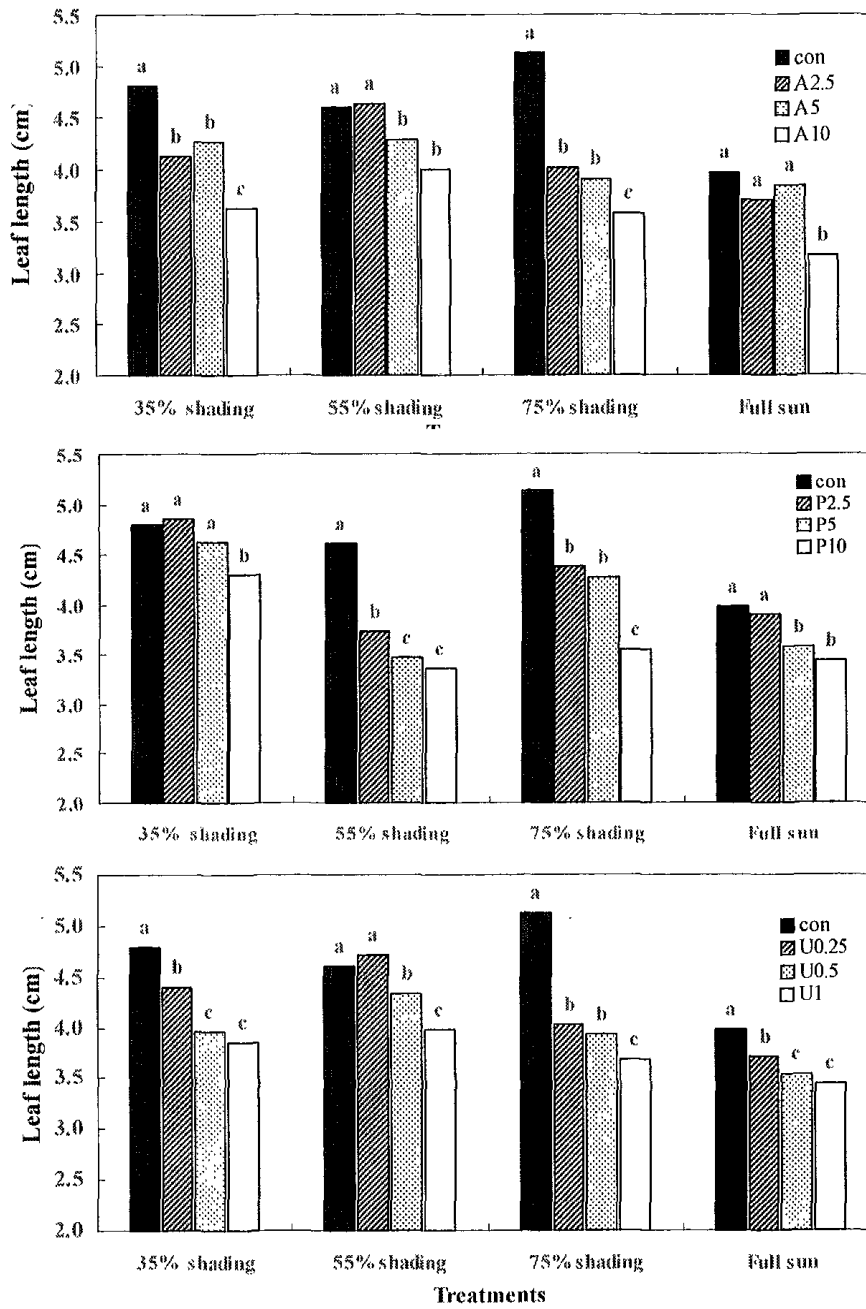 Leaf length (cm)
5.5
5.0
4.5
4.0
3.5
3.0
2.5
2.0
a b b c
a a b b
a b b c
a a a b
con
A2.5
A5
A10
35% shading 55% shading 75% shading Full sun
Leaf length (cm)
5.5
5.0
4.5
4.0
3.5
3.0
2.5
2.0
a a a b
a b c c
a b b c
a a b b
con
P2.5
P5
P10
35% shading 55% shading 75% shading Full sun
Leaf length (cm)
5.5
5.0
4.5
4.0
3.5
3.0
2.5
2.0
a b c c
a a b c
a b b c
a b c c
con
U0.25
U0.5
U1
35% shading 55% shading 75% shading Full sun
Treatments